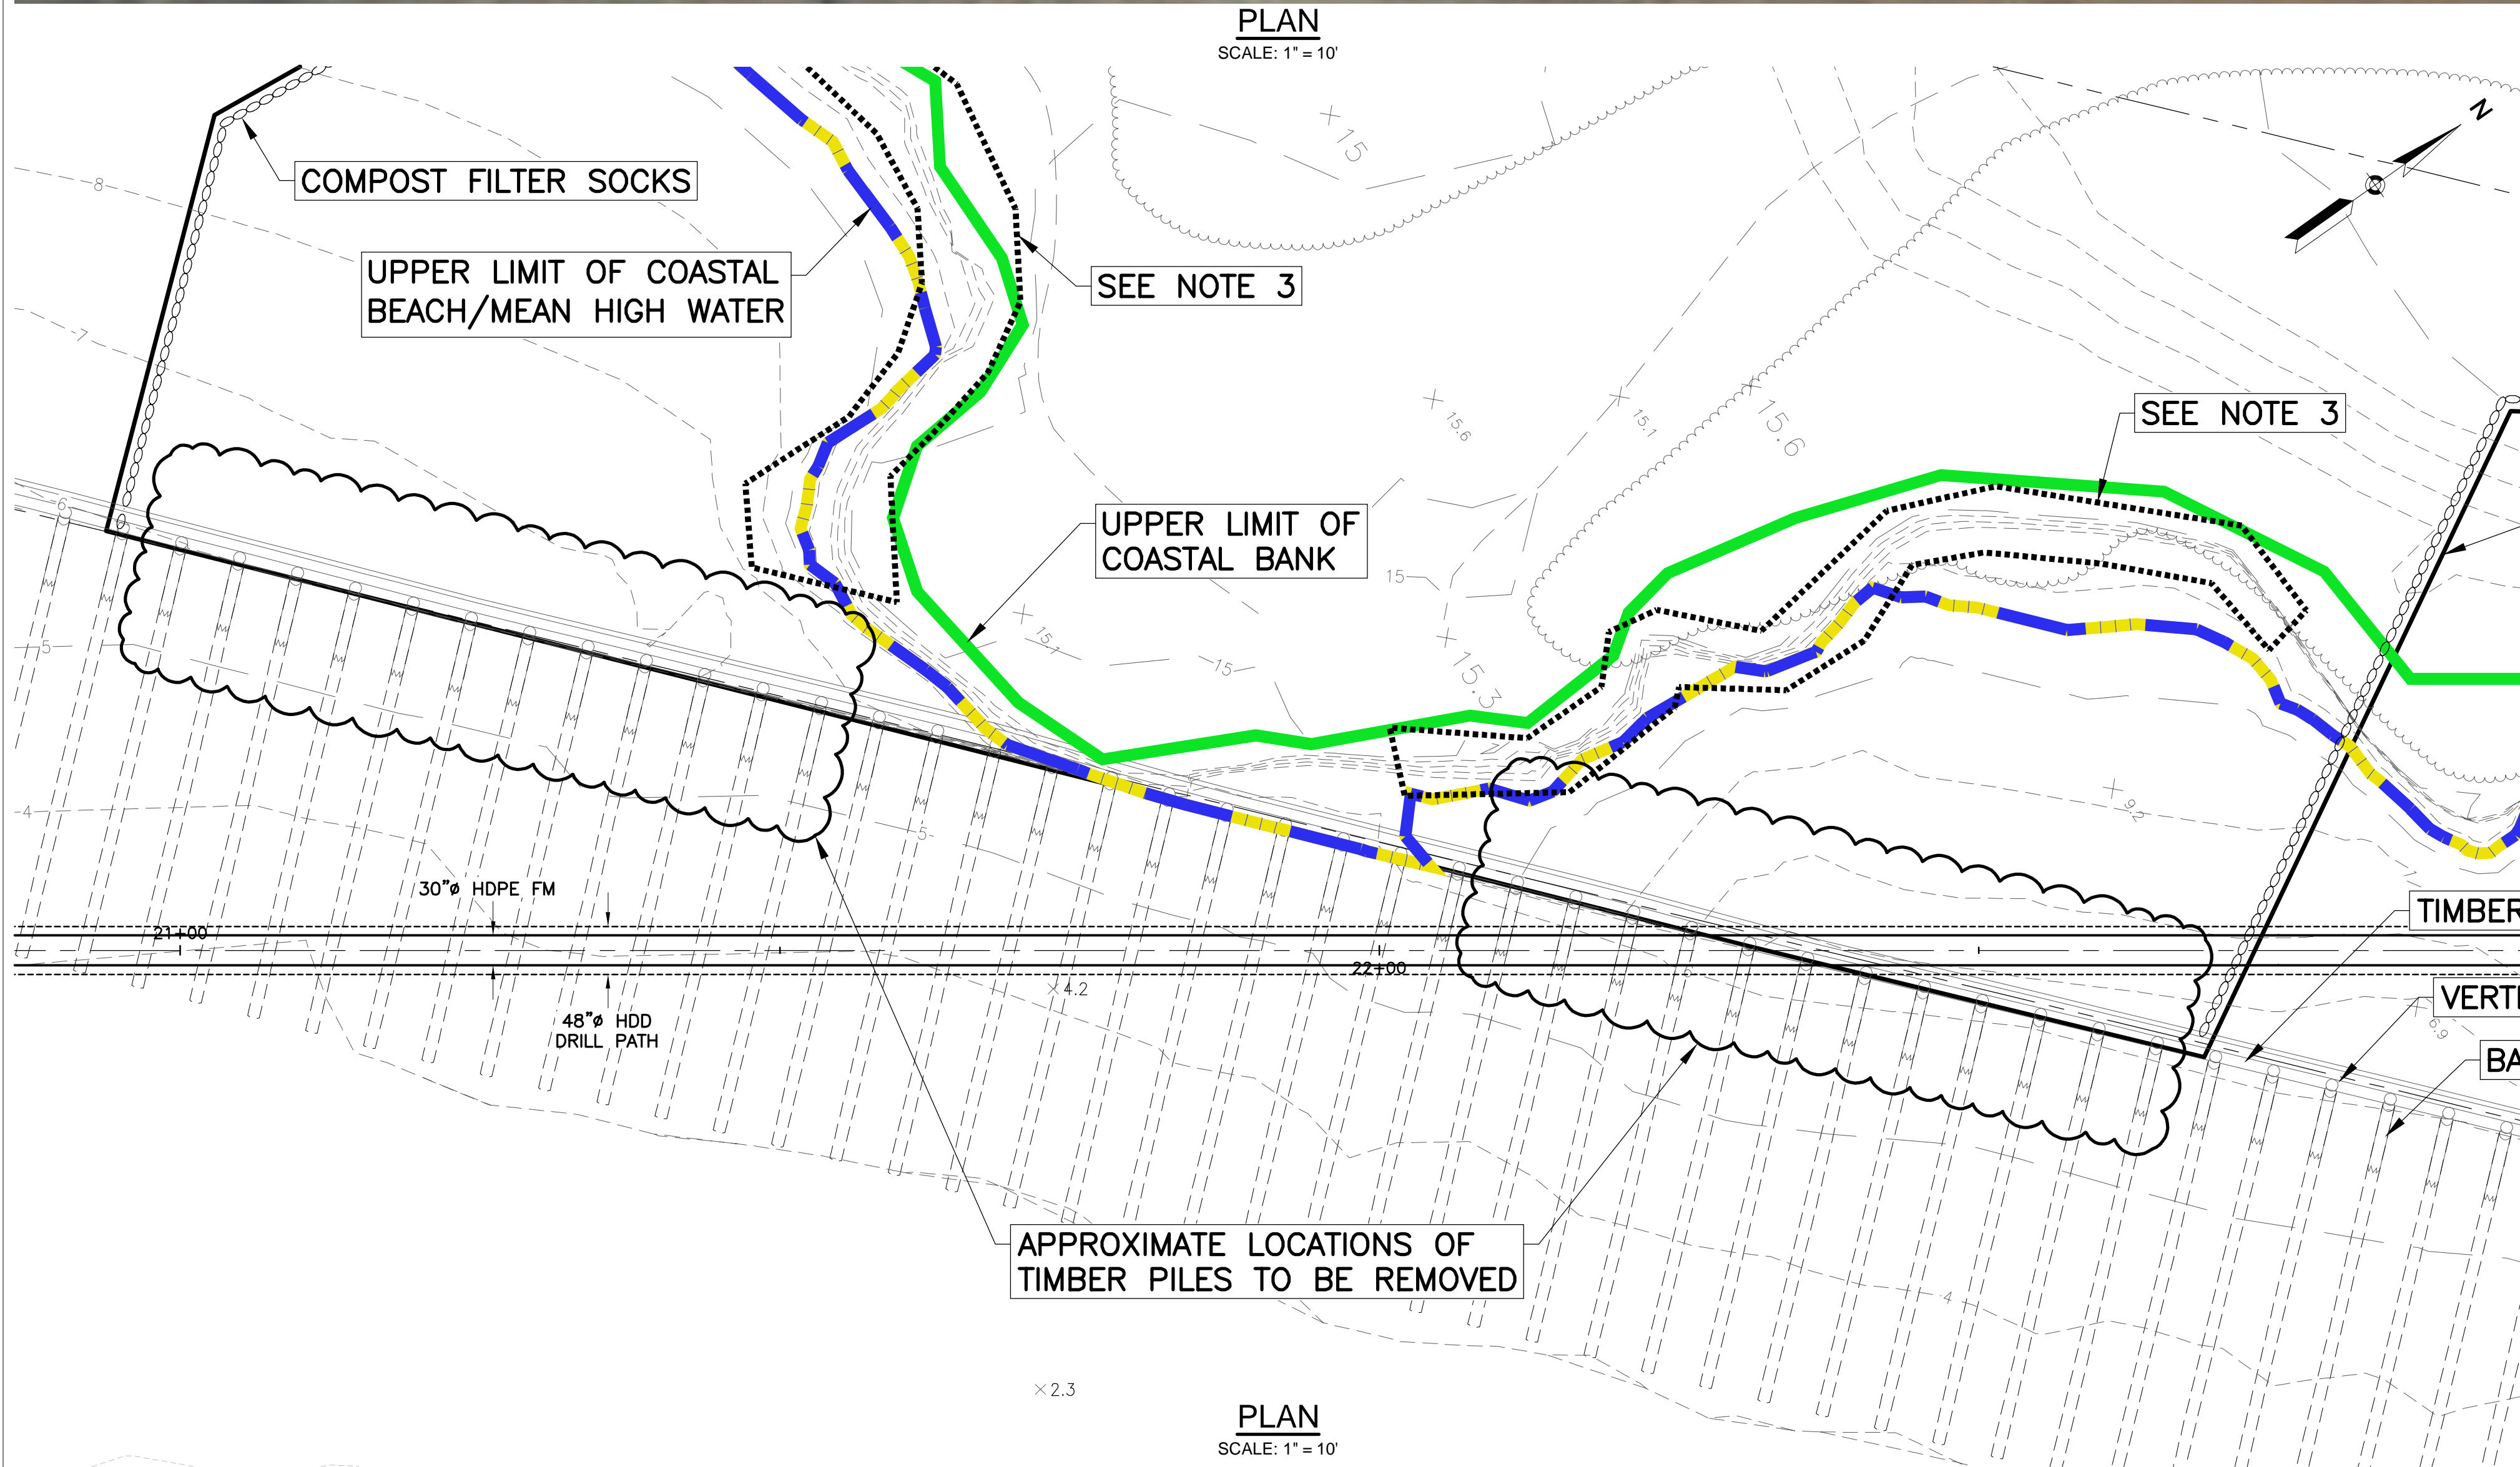 PLAN
SCALE: 1" = 10'
N
COMPOST FILTER SOCKS
UPPER LIMIT OF COASTAL
BEACH/MEAN HIGH WATER
SEE NOTE 3
SEE NOTE 3
UPPER LIMIT OF
COASTAL BANK
8
7
6
5
4
15
15.6
15.1
15.6
15
15.1
15
15.3
9.2
5
30"ø HDPE FM
21+00
22+00
48"ø HDD
DRILL PATH
4.2
6
6.9
TIMBER
VERT
BA
APPROXIMATE LOCATIONS OF
TIMBER PILES TO BE REMOVED
4
2.3
PLAN
SCALE: 1" = 10'